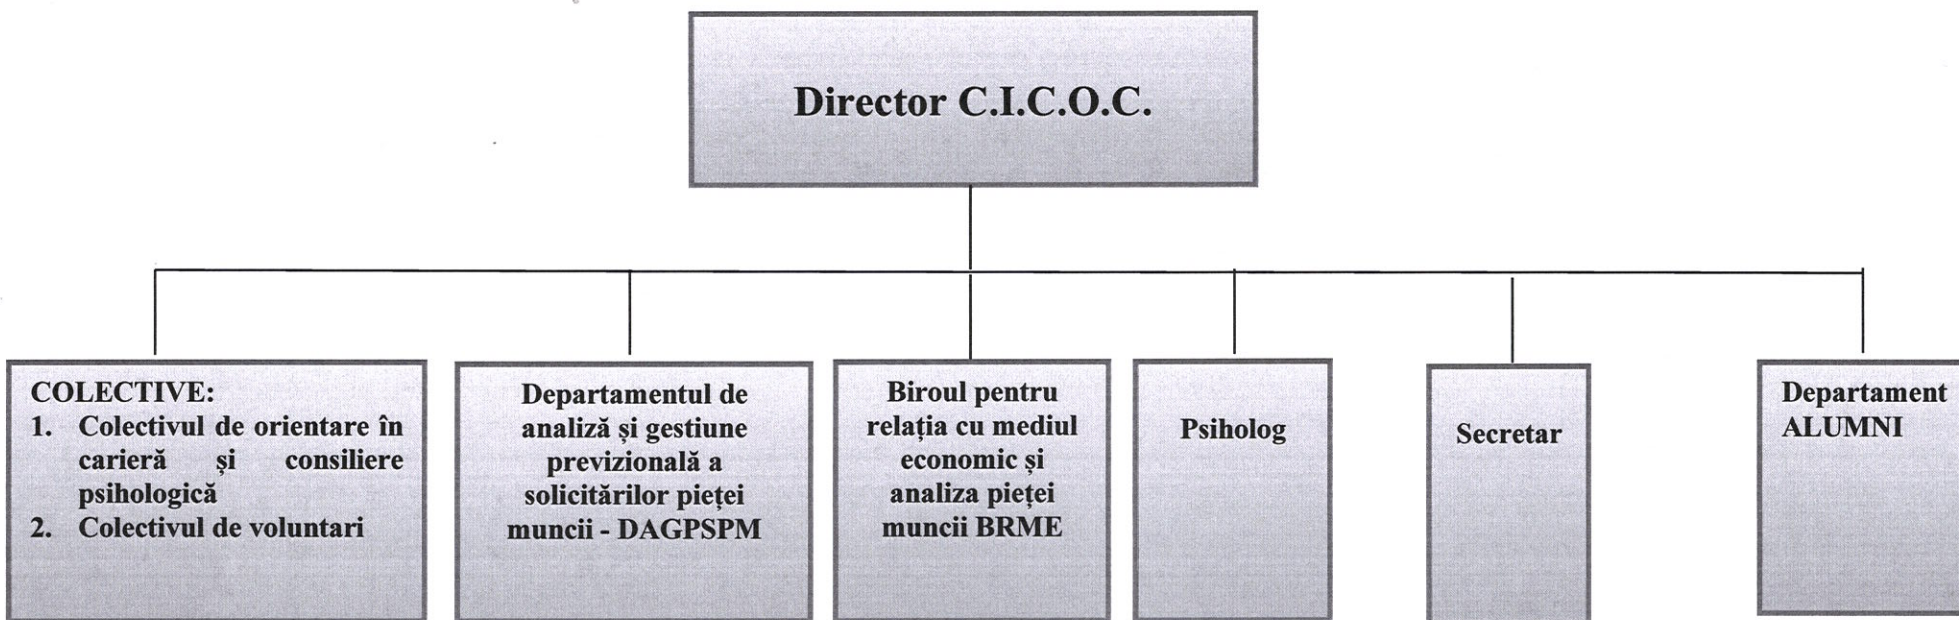 Director C.I.C.O.C.
COLECTIVE:
1. Colectivul de orientare în
carieră și consiliere
psihologică
2. Colectivul de voluntari
Departamentul de
analiză și gestiune
previzională a
solicitărilor pieței
muncii - DAGPSPM
Biroul pentru
relația cu mediul
economic și
analiza pieței
muncii BRME
Psiholog
Secretar
Departament
ALUMNI